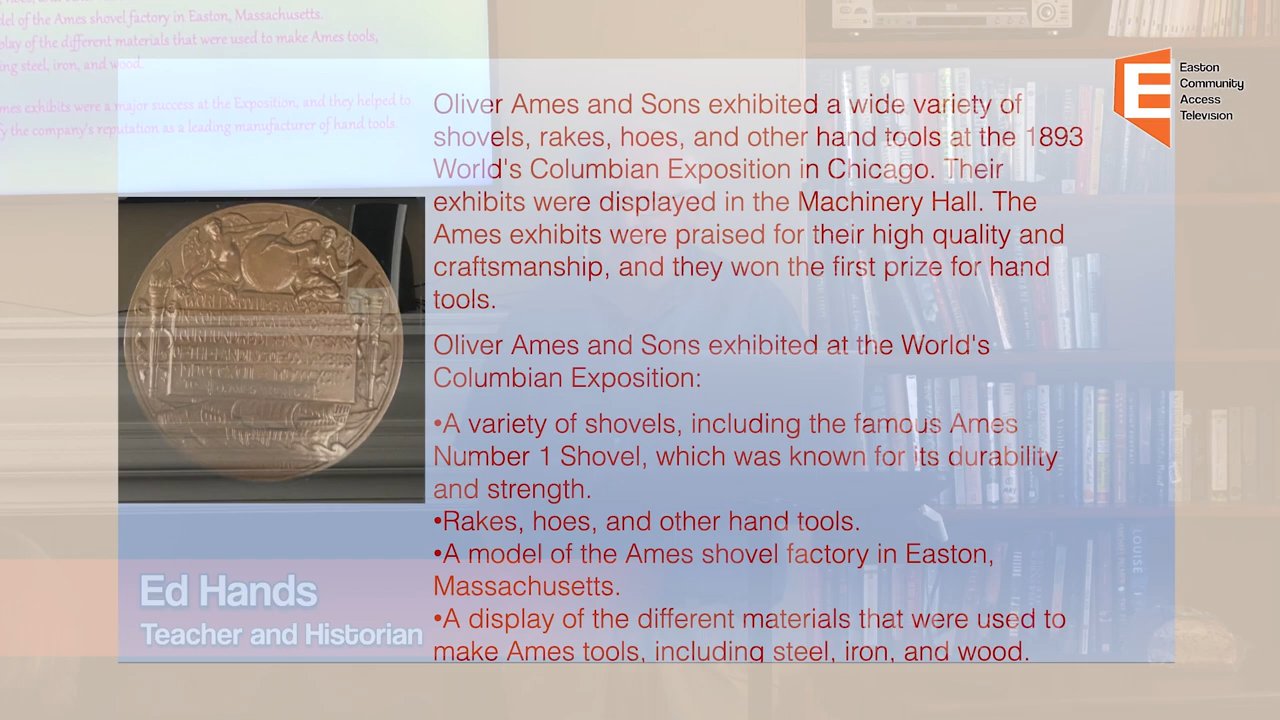 del of the Ames shovel factory in Easton, Massachusetts.
play of the different materials that were used to make Ames tools,
ing steel, iron, and wood.
mes exhibits were a major success at the Exposition, and they helped to
fy the company's reputation as a leading manufacturer of hand tools.
Easton
Community
Access
Television
Oliver Ames and Sons exhibited a wide variety of
shovels, rakes, hoes, and other hand tools at the 1893
World's Columbian Exposition in Chicago. Their
exhibits were displayed in the Machinery Hall. The
Ames exhibits were praised for their high quality and
craftsmanship, and they won the first prize for hand
tools.
Oliver Ames and Sons exhibited at the World's
Columbian Exposition:
•A variety of shovels, including the famous Ames
Number 1 Shovel, which was known for its durability
and strength.
•Rakes, hoes, and other hand tools.
•A model of the Ames shovel factory in Easton,
Massachusetts.
•A display of the different materials that were used to
make Ames tools, including steel, iron, and wood.
Ed Hands
Teacher and Historian
LOUISE